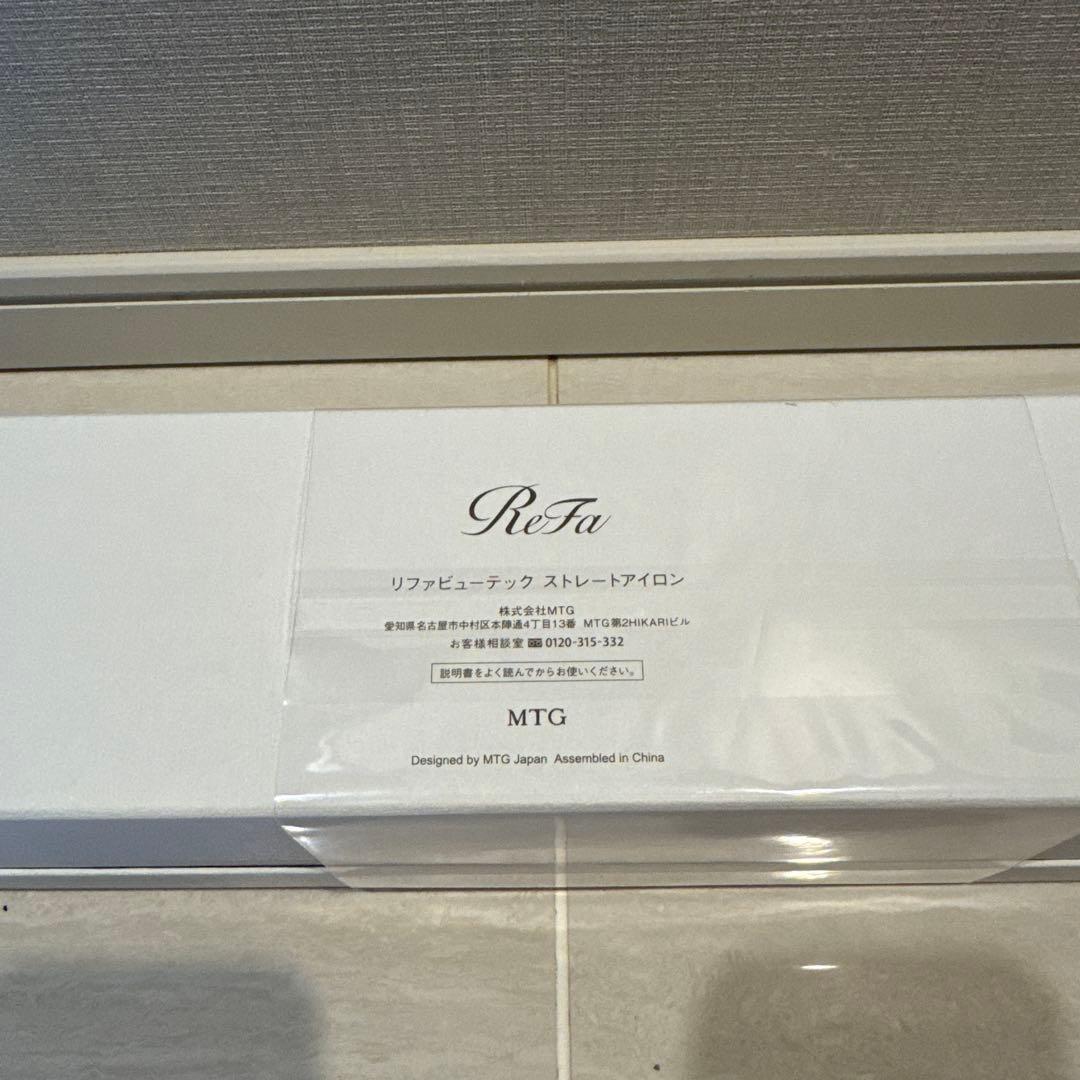 ReFa
リファビューテック ストレートアイロン
株式会社MTG
愛知県名古屋市中村区本陣通4丁目13番 MTG第2HIKARIビル
お客様相談室 0120-315-332
説明書をよく読んでからお使いください。
MTG
Designed by MTG Japan Assembled in China